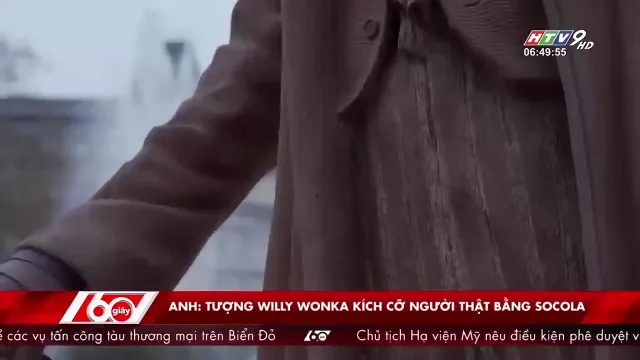 HTV9 HD
06:49:55
60 giây
ANH: TƯỢNG WILLY WONKA KÍCH CỠ NGƯỜI THẬT BẰNG SOCOLA
ề các vụ tấn công tàu thương mại trên Biển Đỏ 60 Chủ tịch Hạ viện Mỹ nêu điều kiện phê duyệt v